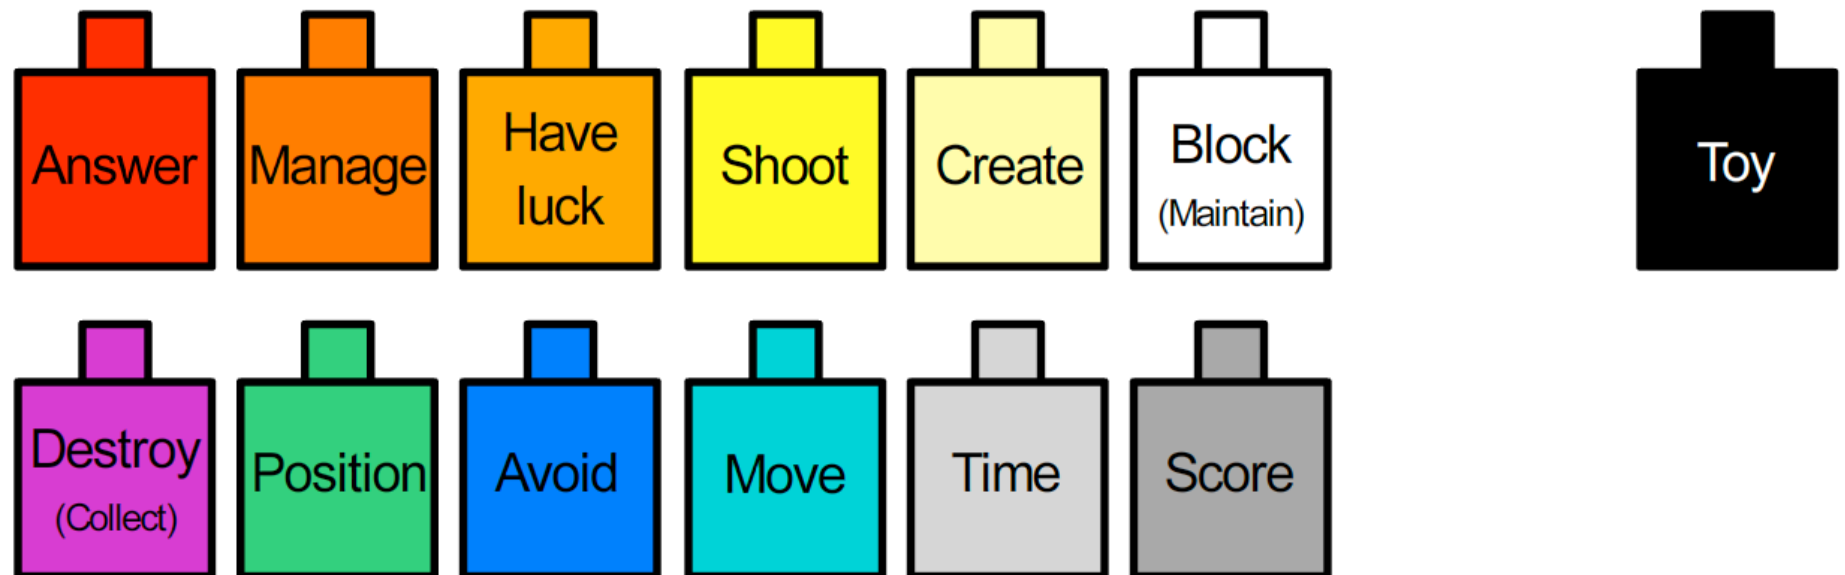 Answer
Manage
Have
luck
Shoot
Create
Block
(Maintain)
Toy
Destroy
(Collect)
Position
Avoid
Move
Time
Score